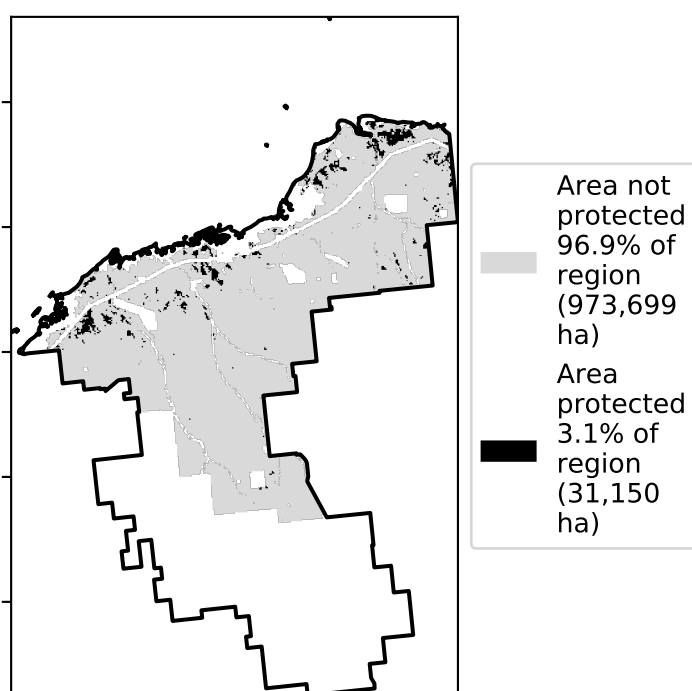 Area not
protected
96.9% of
region
(973,699
ha)
Area
protected
3.1% of
region
(31,150
ha)